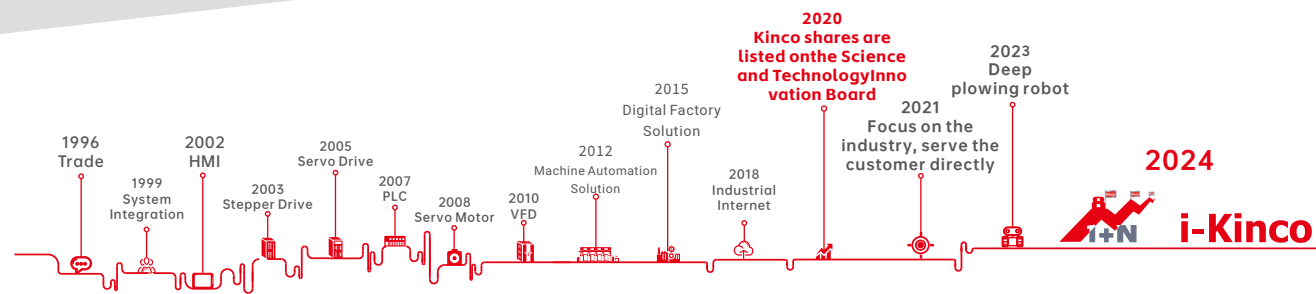 1996
Trade
1999
System
Integration
2002
HMI
2003
Stepper Drive
2005
Servo Drive
2007
PLC
2008
Servo Motor
2010
VFD
2012
Machine Automation
Solution
2015
Digital Factory
Solution
2018
Industrial
Internet
2020
Kinco shares are
listed onthe Science
and TechnologyInno
vation Board
2021
Focus on the
industry, serve the
customer directly
2023
Deep
plowing robot
2024
1+N
i-Kinco